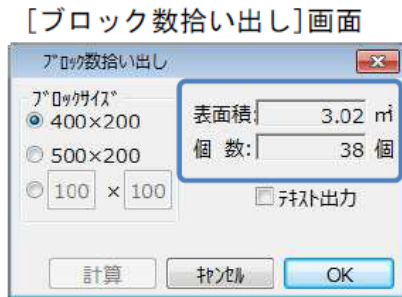 [ブロック数拾い出し]画面
ﾌﾞﾛｯｸ数拾い出し
ﾌﾞﾛｯｸｻｲｽﾞ
400×200
500×200
100 × 100
表面積: 3.02 ㎡
個 数: 38 個
ﾃｷｽﾄ出力
計算 ｷｬﾝｾﾙ OK